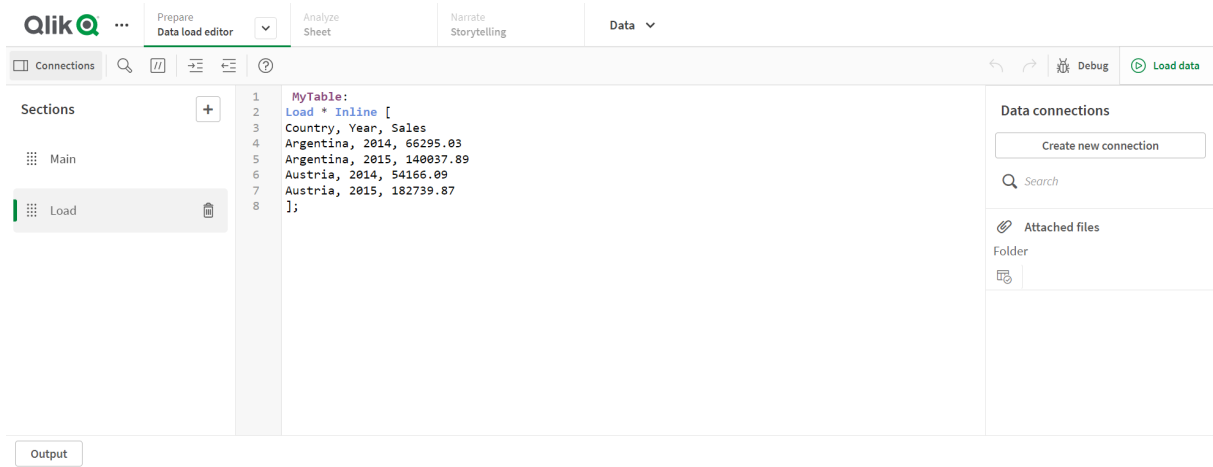 Qlik
Prepare
Data load editor
Analyze
Sheet
Narrate
Storytelling
Data
Connections
//
?
Debug
Load data
Sections
+
Main
Load
1 MyTable:
2 Load * Inline [
3 Country, Year, Sales
4 Argentina, 2014, 66295.03
5 Argentina, 2015, 140037.89
6 Austria, 2014, 54166.09
7 Austria, 2015, 182739.87
8 ];
Data connections
Create new connection
Search
Attached files
Folder
Output